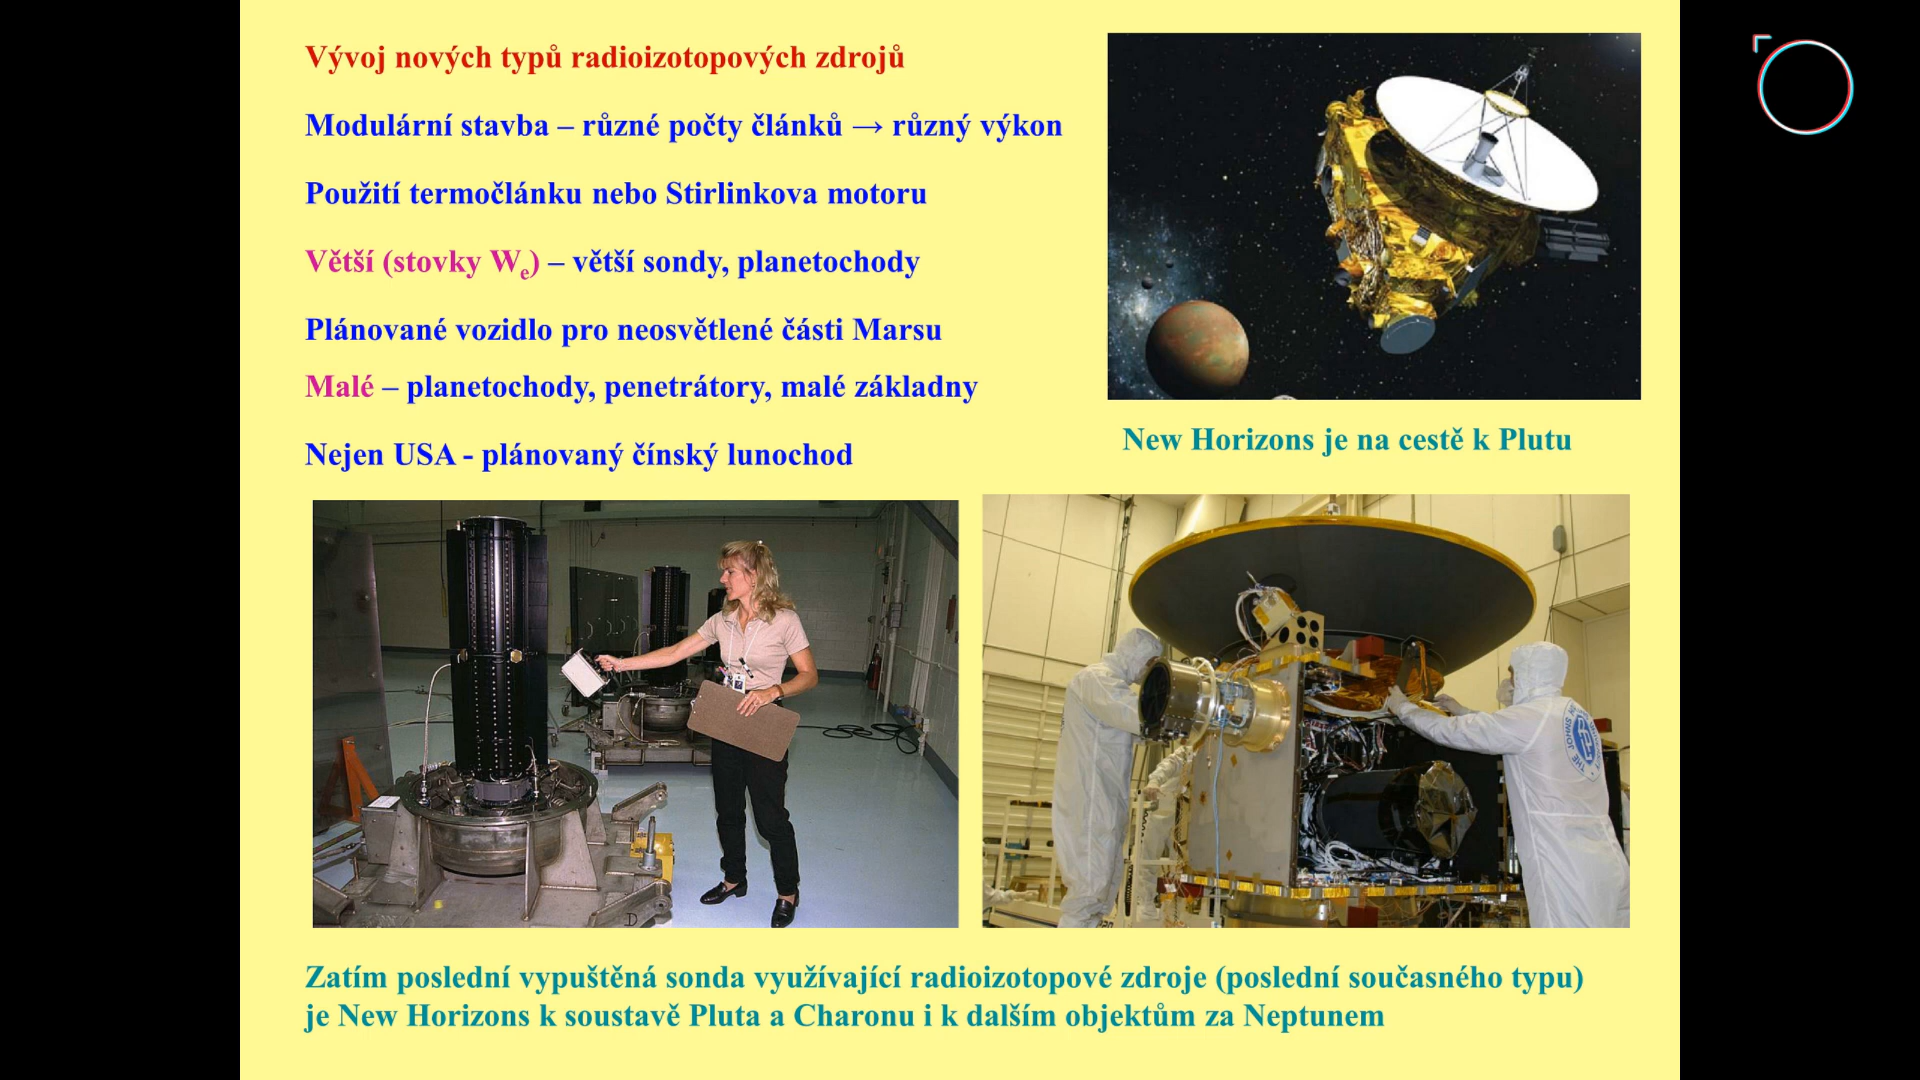 Vývoj nových typů radioizotopových zdrojů
Modulární stavba – různé počty článků → různý výkon
Použití termočlánku nebo Stirlinkova motoru
Větší (stovky We) – větší sondy, planetochody
Plánované vozidlo pro neosvětlené části Marsu
Malé – planetochody, penetrátory, malé základny
Nejen USA - plánovaný čínský lunochod
New Horizons je na cestě k Plutu
Zatím poslední vypuštěná sonda využívající radioizotopové zdroje (poslední současného typu)
je New Horizons k soustavě Pluta a Charonu i k dalším objektům za Neptunem